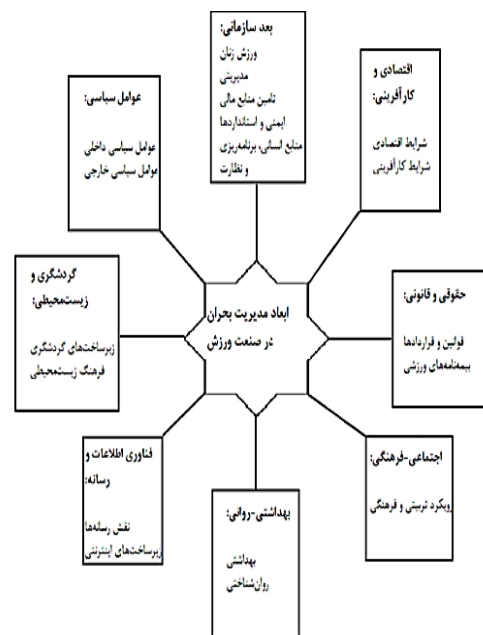 بعد سازمانی:
ورزش زنان
مدیریتی
تامین منابع مالی
ایمنی و استانداردها
منابع انسانی، برنامه‌ریزی
و نظارت
اقتصادی و
کارآفرینی:
شرایط اقتصادی
شرایط کارآفرینی
عوامل سیاسی:
عوامل سیاسی داخلی
عوامل سیاسی خارجی
حقوقی و قانونی:
قوانین و قراردادها
بیمه‌نامه‌های ورزشی
ابعاد مدیریت بحران
در صنعت ورزش
گردشگری و
زیست‌محیطی:
زیرساخت‌های گردشگری
فرهنگ زیست‌محیطی
اجتماعی-فرهنگی:
رویکرد تربیتی و فرهنگی
فناوری اطلاعات و
رسانه:
نقش رسانه‌ها
زیرساخت‌های اینترنتی
بهداشتی-روانی:
بهداشتی
روان‌شناختی